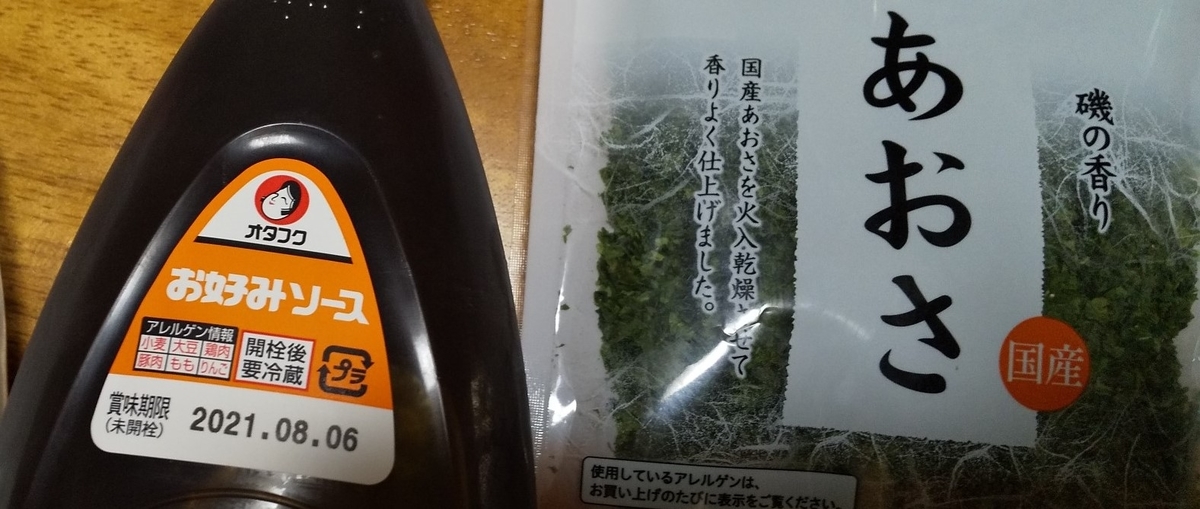 オタフク
お好みソース
アレルゲン情報
小麦 大豆 鶏肉
豚肉 もも りんご
開栓後
要冷蔵
プラ
賞味期限
(未開栓)
2021.08.06
磯の香り
あおさ
国産
国産あおさを火入乾燥させて
香りよく仕上げました。
使用しているアレルゲンは、
お買い上げのたびに表示をご覧ください。